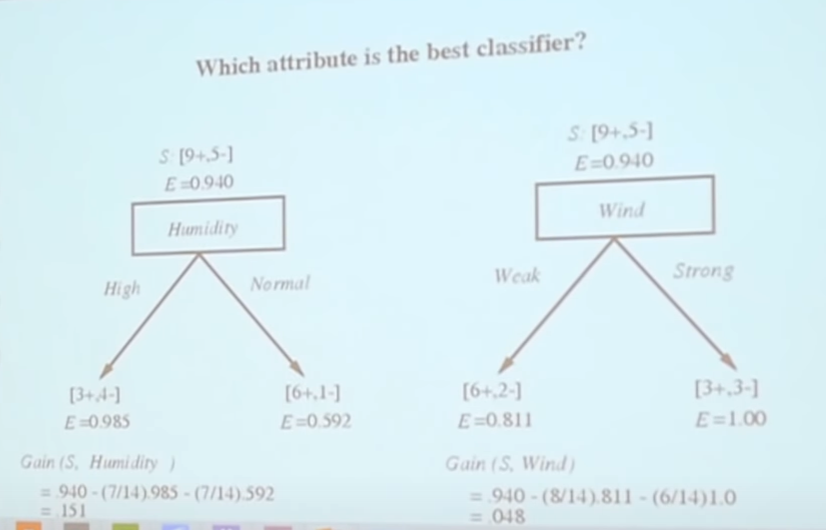 Which attribute is the best classifier?
S: [9+,5-]
E=0.940
Humidity
High
Normal
[3+,4-]
E=0.985
[6+,1-]
E=0.592
Gain (S, Humidity )
= .940 - (7/14).985 - (7/14).592
= .151
S: [9+,5-]
E=0.940
Wind
Weak
Strong
[6+,2-]
E=0.811
[3+,3-]
E=1.00
Gain (S, Wind)
= .940 - (8/14).811 - (6/14)1.0
= .048